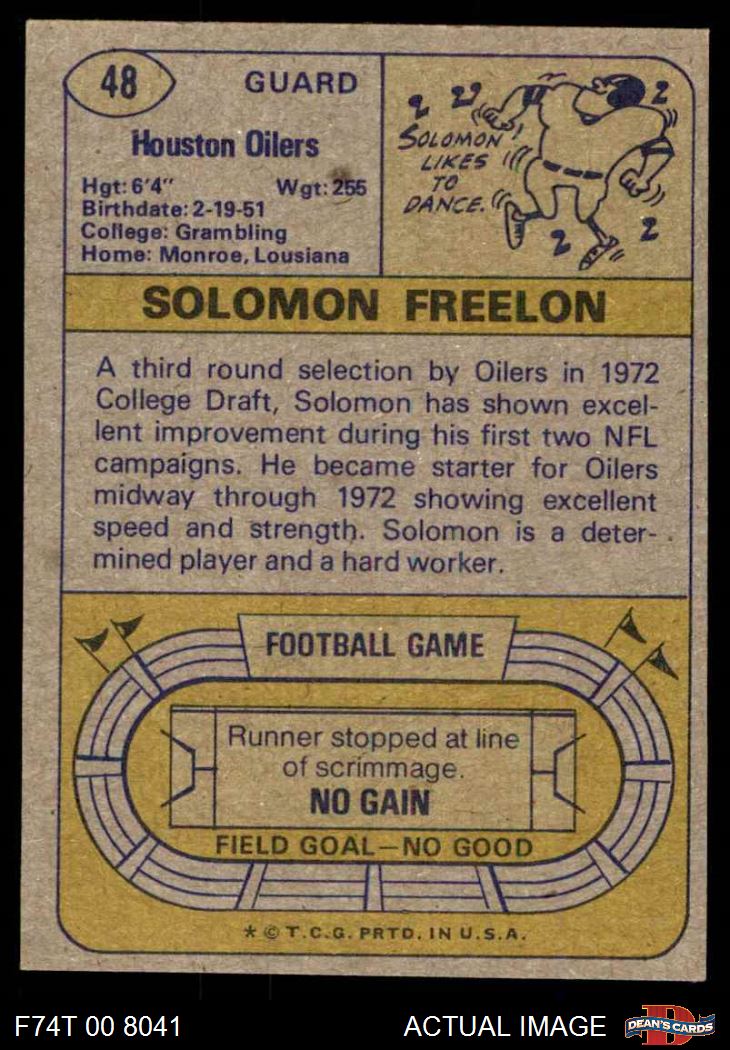 48
GUARD
Houston Oilers
Hgt: 6'4" Wgt: 255
Birthdate: 2-19-51
College: Grambling
Home: Monroe, Lousiana
SOLOMON
LIKES
TO
DANCE.
SOLOMON FREELON
A third round selection by Oilers in 1972
College Draft, Solomon has shown excel-
lent improvement during his first two NFL
campaigns. He became starter for Oilers
midway through 1972 showing excellent
speed and strength. Solomon is a deter-
mined player and a hard worker.
FOOTBALL GAME
Runner stopped at line
of scrimmage.
NO GAIN
FIELD GOAL—NO GOOD
* © T.C.G. PRTD. IN U.S.A.
F74T 00 8041
ACTUAL IMAGE
D
DEAN'S CARDS